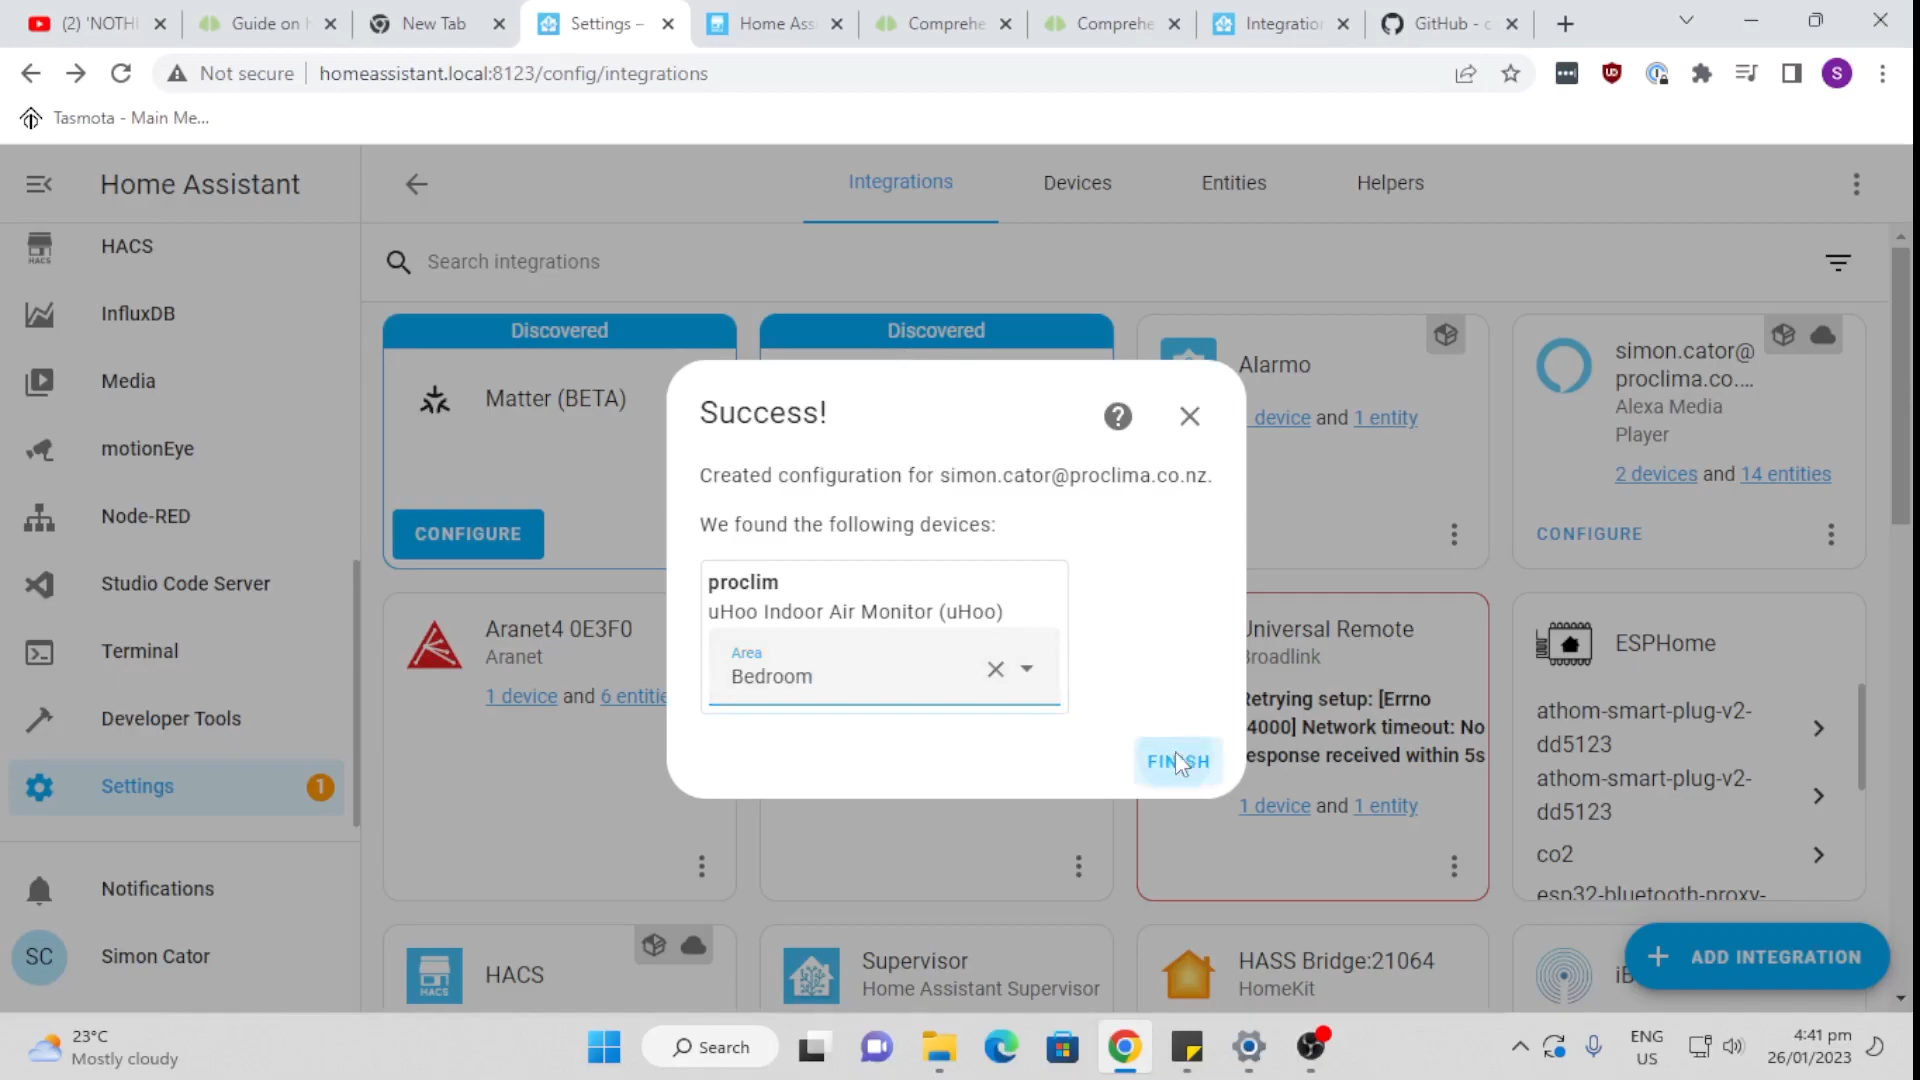 (2) 'NOTHI
Guide on h
New Tab
Settings –
Home Ass
Comprehe
Comprehe
Integration
GitHub - c
Not secure
homeassistant.local:8123/config/integrations
S
Tasmota - Main Me...
Home Assistant
Integrations
Devices
Entities
Helpers
HACS
InfluxDB
Media
motionEye
Node-RED
Studio Code Server
Terminal
Developer Tools
Settings
1
Notifications
SC
Simon Cator
Search integrations
Discovered
Matter (BETA)
CONFIGURE
Discovered
Alarmo
device and 1 entity
simon.cator@
proclima.co....
Alexa Media
Player
2 devices and 14 entities
CONFIGURE
Success!
Created configuration for simon.cator@proclima.co.nz.
We found the following devices:
proclim
uHoo Indoor Air Monitor (uHoo)
Area
Bedroom
FINISH
Aranet4 0E3F0
Aranet
1 device and 6 entitie
Universal Remote
Broadlink
Retrying setup: [Errno
4000] Network timeout: No
esponse received within 5s
1 device and 1 entity
ESPHome
athom-smart-plug-v2-
dd5123
athom-smart-plug-v2-
dd5123
co2
esp32-bluetooth-proxy-
HACS
HACS
Supervisor
Home Assistant Supervisor
HASS Bridge:21064
HomeKit
iB
ADD INTEGRATION
23°C
Mostly cloudy
Search
ENG
US
4:41 pm
26/01/2023